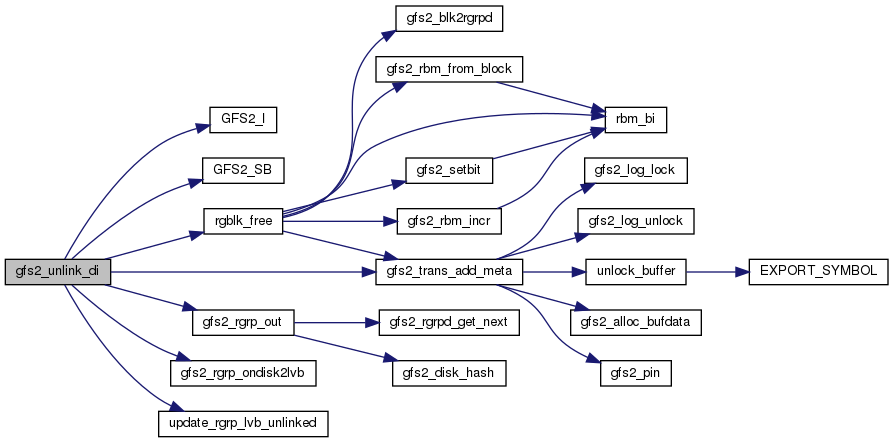 gfs2_blk2rgrpd
gfs2_rbm_from_block
GFS2_I
rbm_bi
GFS2_SB
gfs2_setbit
gfs2_log_lock
rgblk_free
gfs2_rbm_incr
gfs2_log_unlock
gfs2_unlink_di
gfs2_trans_add_meta
unlock_buffer
EXPORT_SYMBOL
gfs2_rgrp_out
gfs2_rgrpd_get_next
gfs2_alloc_bufdata
gfs2_rgrp_ondisk2lvb
gfs2_disk_hash
gfs2_pin
update_rgrp_lvb_unlinked